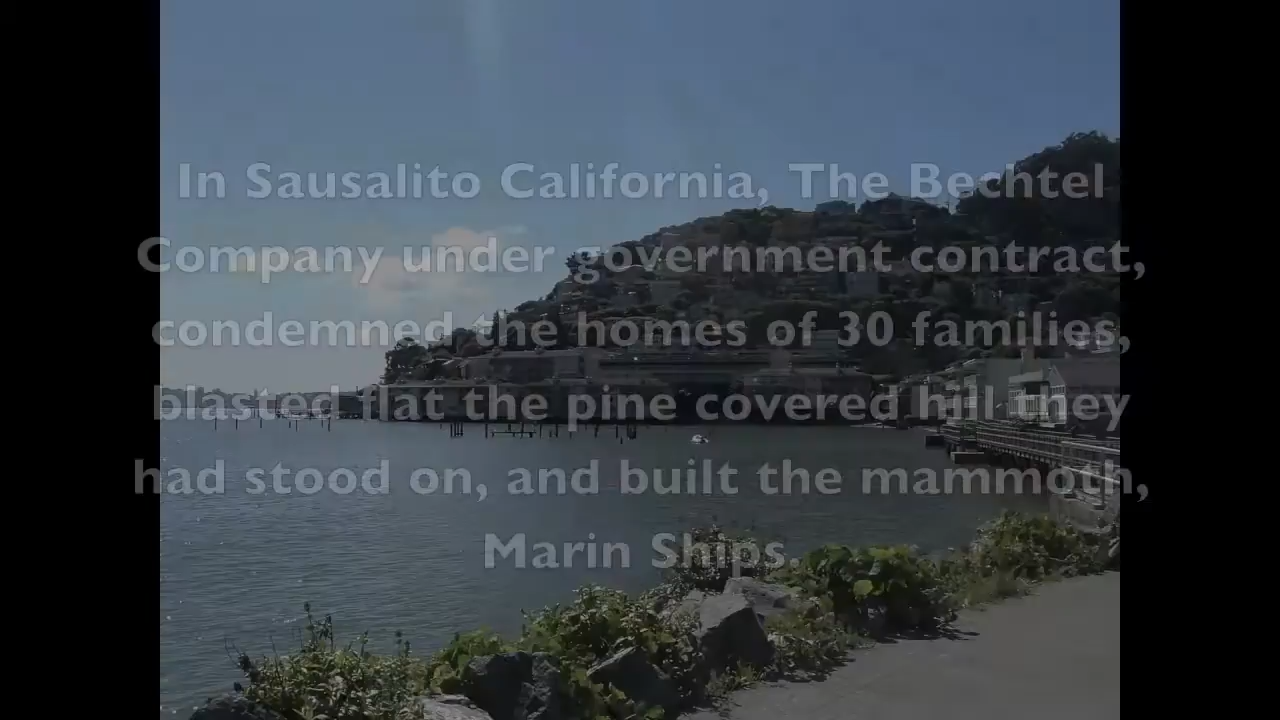 In Sausalito California, The Bechtel
Company under government contract,
condemned the homes of 30 families,
blasted flat the pine covered hill they
had stood on, and built the mammoth,
Marin Ships.